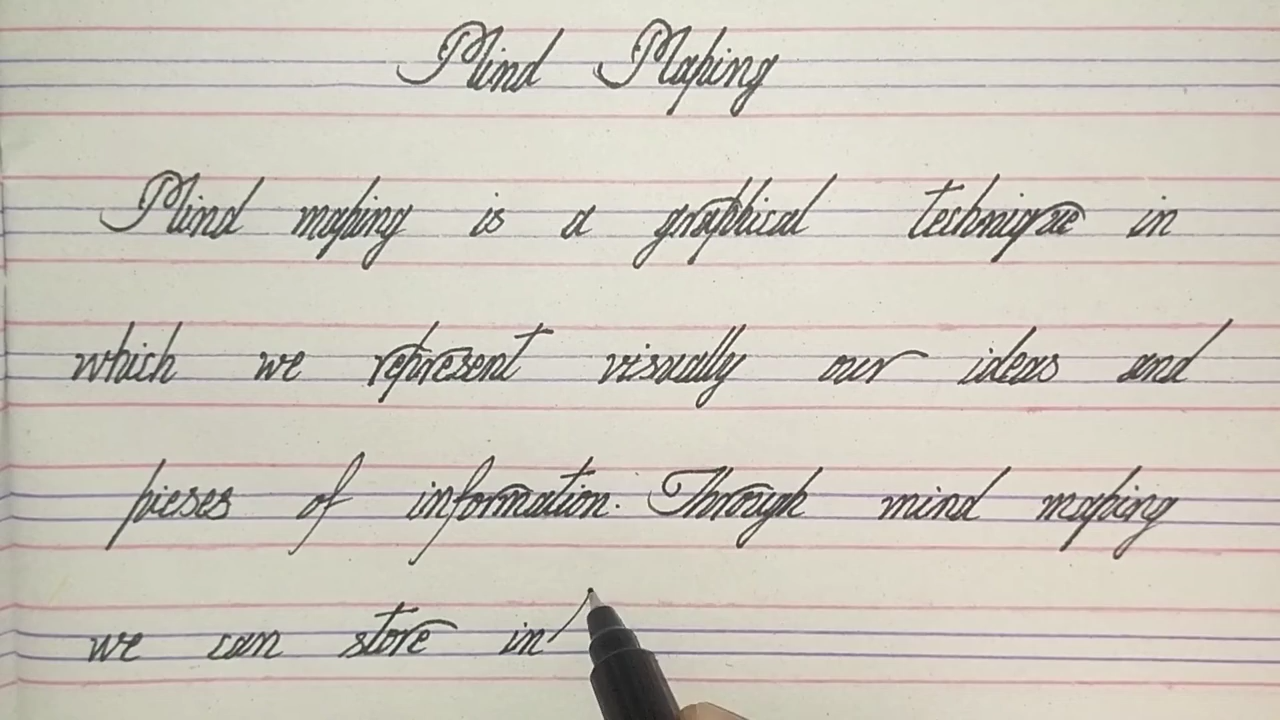 Mind Maping
Mind maping is a graphical technique in
which we represent visually our ideas and
pieses of information. Through mind maping
we can store in